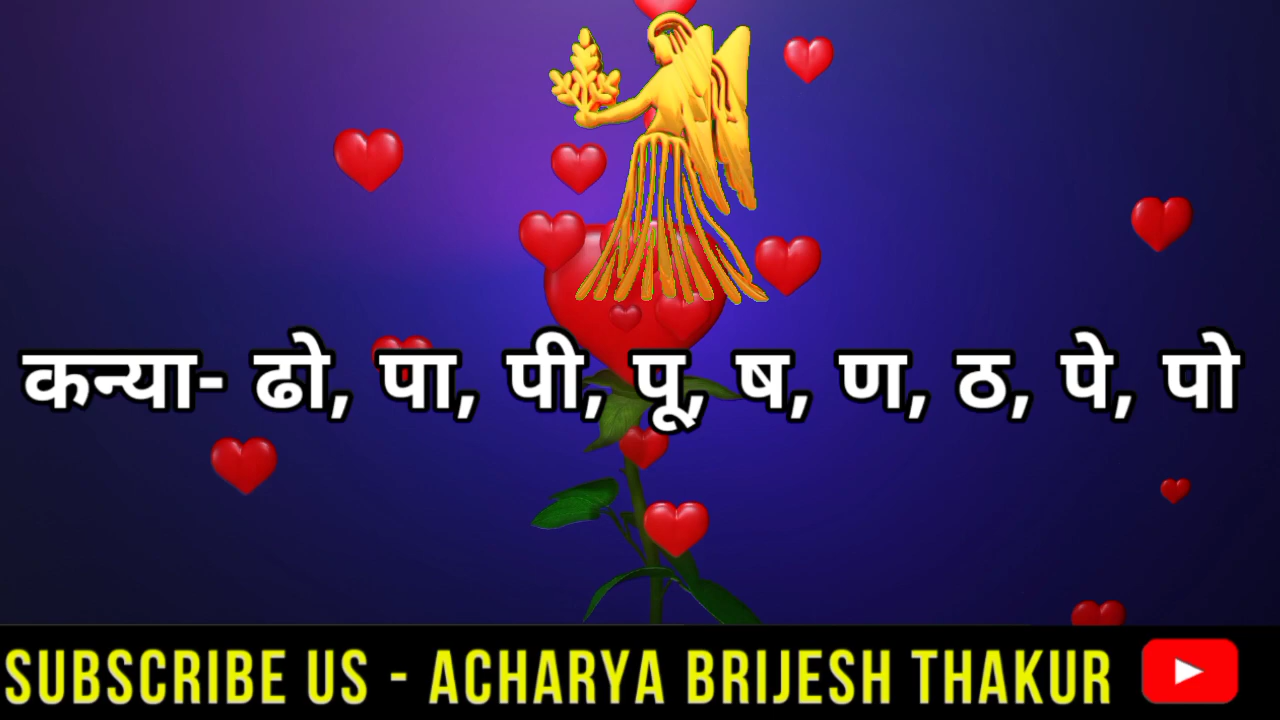 कन्या- ढो, पा, पी, पू, ष, ण, ठ, पे, पो
SUBSCRIBE US - ACHARYA BRIJESH THAKUR